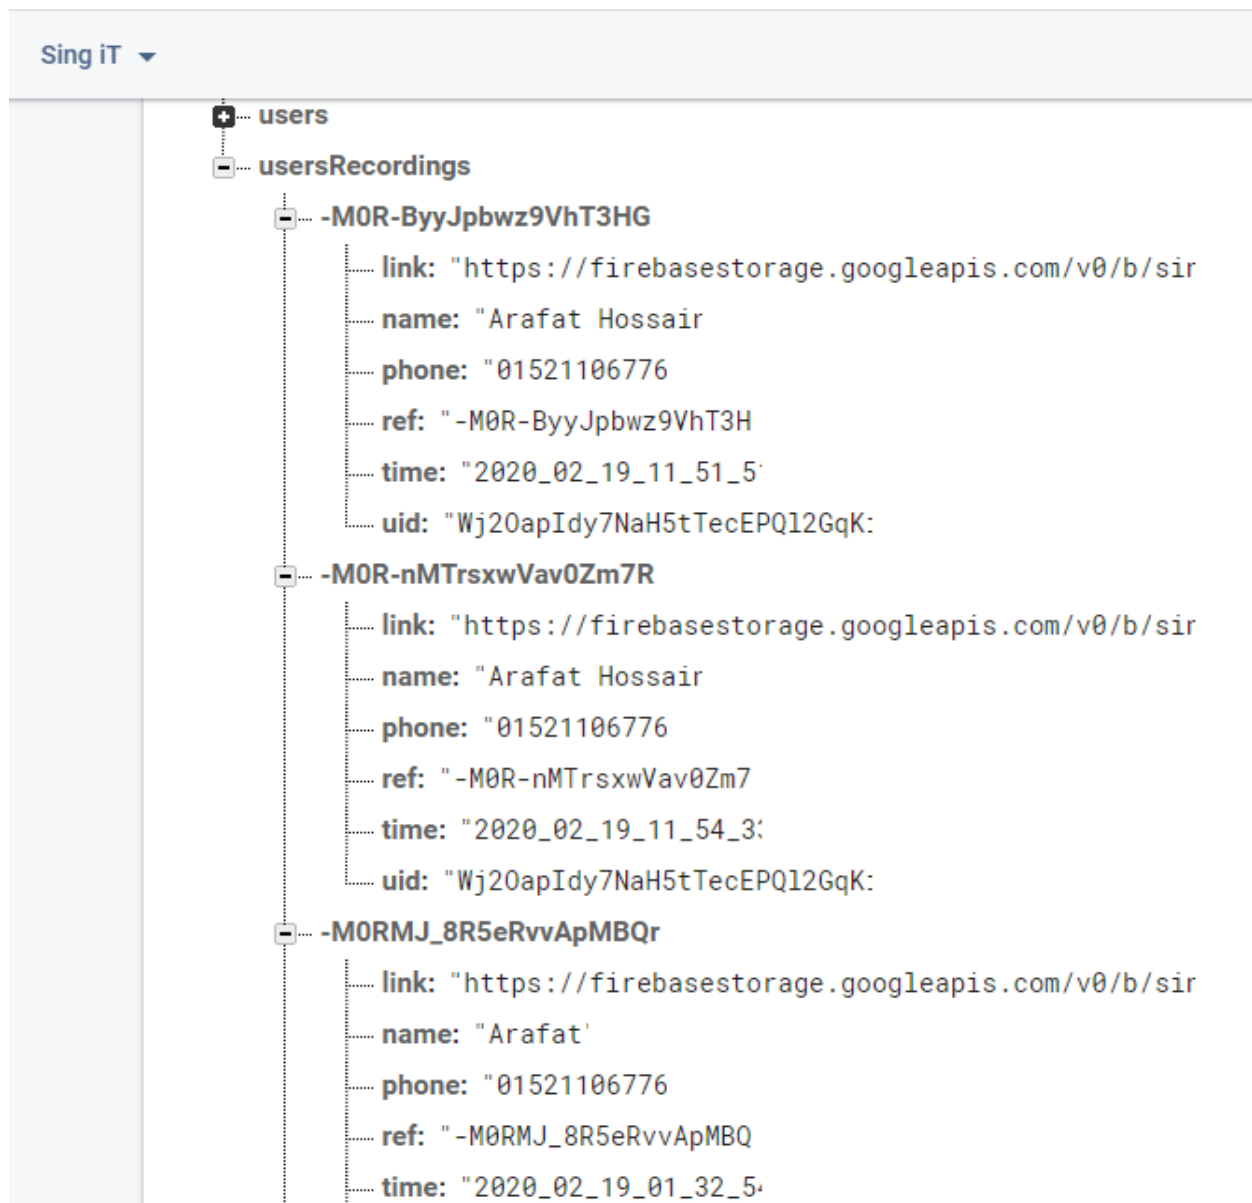 Sing iT
users
usersRecordings
-M0R-ByyJpbwz9VhT3HG
link: "https://firebasestorage.googleapis.com/v0/b/sir
name: "Arafat Hossair
phone: "01521106776
ref: "-M0R-ByyJpbwz9VhT3H
time: "2020_02_19_11_51_5
uid: "Wj2OapIdy7NaH5tTecEPQl2GqK
-M0R-nMTrsxwVav0Zm7R
link: "https://firebasestorage.googleapis.com/v0/b/sir
name: "Arafat Hossair
phone: "01521106776
ref: "-M0R-nMTrsxwVav0Zm7
time: "2020_02_19_11_54_3
uid: "Wj2OapIdy7NaH5tTecEPQl2GqK
-M0RMJ_8R5eRvvApMBQr
link: "https://firebasestorage.googleapis.com/v0/b/sir
name: "Arafat"
phone: "01521106776
ref: "-M0RMJ_8R5eRvvApMBQ
time: "2020_02_19_01_32_5